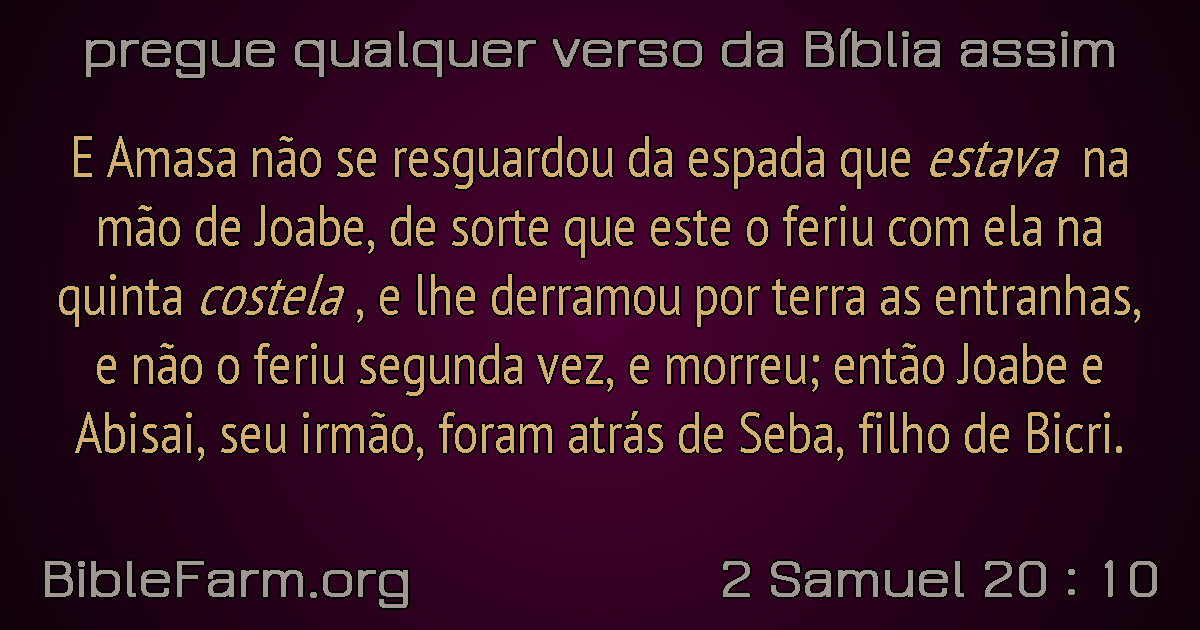 pregue qualquer verso da Bíblia assim
E Amasa não se resguardou da espada que estava na
mão de Joabe, de sorte que este o feriu com ela na
quinta costela , e lhe derramou por terra as entranhas,
e não o feriu segunda vez, e morreu; então Joabe e
Abisai, seu irmão, foram atrás de Seba, filho de Bicri.
BibleFarm.org
2 Samuel 20 : 10